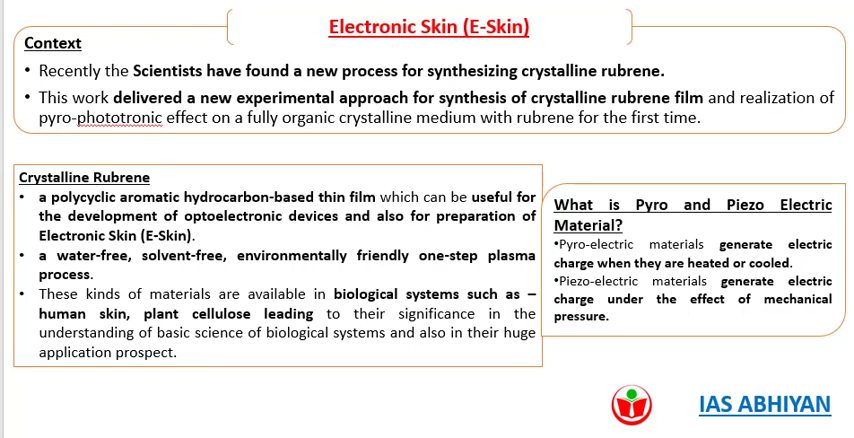 Electronic Skin (E-Skin)
Context
• Recently the Scientists have found a new process for synthesizing crystalline rubrene.
• This work delivered a new experimental approach for synthesis of crystalline rubrene film and realization of
pyro-phototronic effect on a fully organic crystalline medium with rubrene for the first time.
Crystalline Rubrene
• a polycyclic aromatic hydrocarbon-based thin film which can be useful for
the development of optoelectronic devices and also for preparation of
Electronic Skin (E-Skin).
• a water-free, solvent-free, environmentally friendly one-step plasma
process.
• These kinds of materials are available in biological systems such as –
human skin, plant cellulose leading to their significance in the
understanding of basic science of biological systems and also in their huge
application prospect.
What is Pyro and Piezo Electric
Material?
•Pyro-electric materials generate electric
charge when they are heated or cooled.
•Piezo-electric materials generate electric
charge under the effect of mechanical
pressure.
IAS ABHIYAN